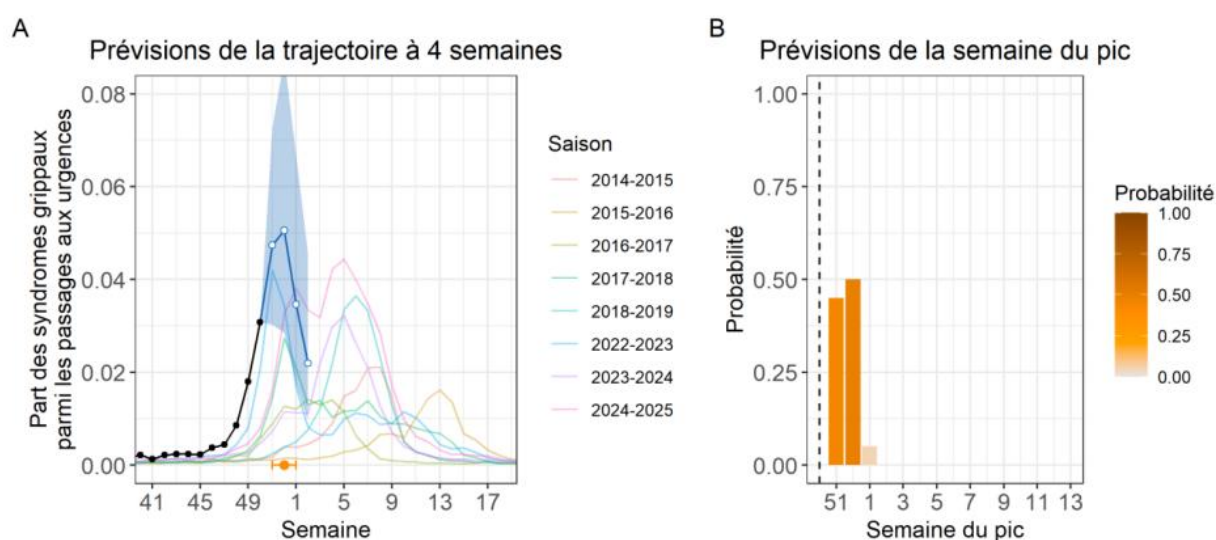 A
Prévisions de la trajectoire à 4 semaines
Part des syndromes grippaux
parmi les passages aux urgences
0.08
0.06
0.04
0.02
0.00
41 45 49 1 5 9 13 17
Semaine
Saison
2014-2015
2015-2016
2016-2017
2017-2018
2018-2019
2022-2023
2023-2024
2024-2025
B
Prévisions de la semaine du pic
Probabilité
1.00
0.75
0.50
0.25
0.00
51 1 3 5 7 9 11 13
Semaine du pic
Probabilité
1.00
0.75
0.50
0.25
0.00